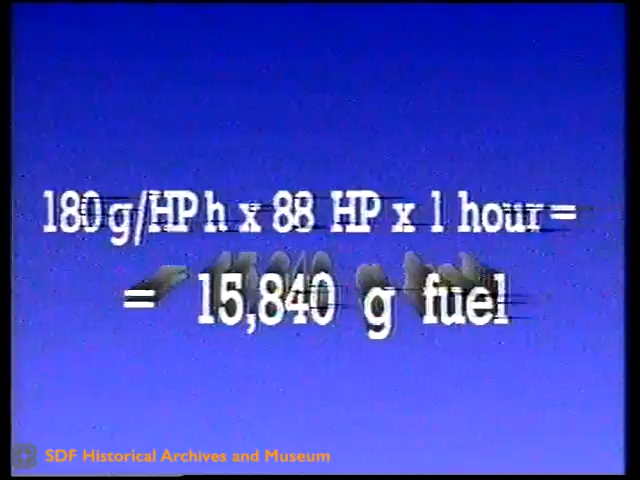 180 g/HP h x 88 HP x 1 hour =
= 15,840 g fuel
SDF Historical Archives and Museum